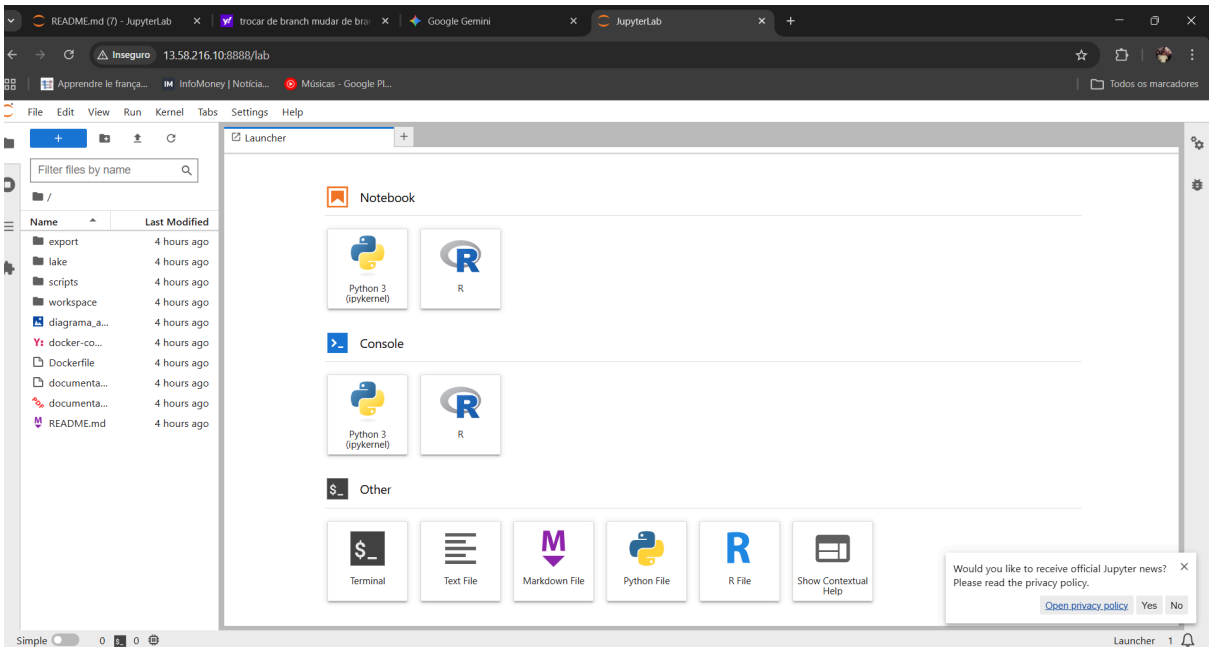 README.md (7) - JupyterLab
trocar de branch mudar de bra
Google Gemini
JupyterLab
Inseguro 13.58.216.10:8888/lab
Apprendre le frança...
InfoMoney | Notícia...
Músicas - Google Pl...
Todos os marcadores
File Edit View Run Kernel Tabs Settings Help
Launcher
Filter files by name
/
Name Last Modified
export 4 hours ago
lake 4 hours ago
scripts 4 hours ago
workspace 4 hours ago
diagrama_a... 4 hours ago
docker-co... 4 hours ago
Dockerfile 4 hours ago
documenta... 4 hours ago
documenta... 4 hours ago
README.md 4 hours ago
Notebook
Python 3
(ipykernel)
R
Console
Python 3
(ipykernel)
R
$_ Other
$_
Terminal
Text File
Markdown File
Python File
R File
Show Contextual
Help
Would you like to receive official Jupyter news?
Please read the privacy policy.
Open privacy policy Yes No
Simple 0 $_ 0
Launcher 1